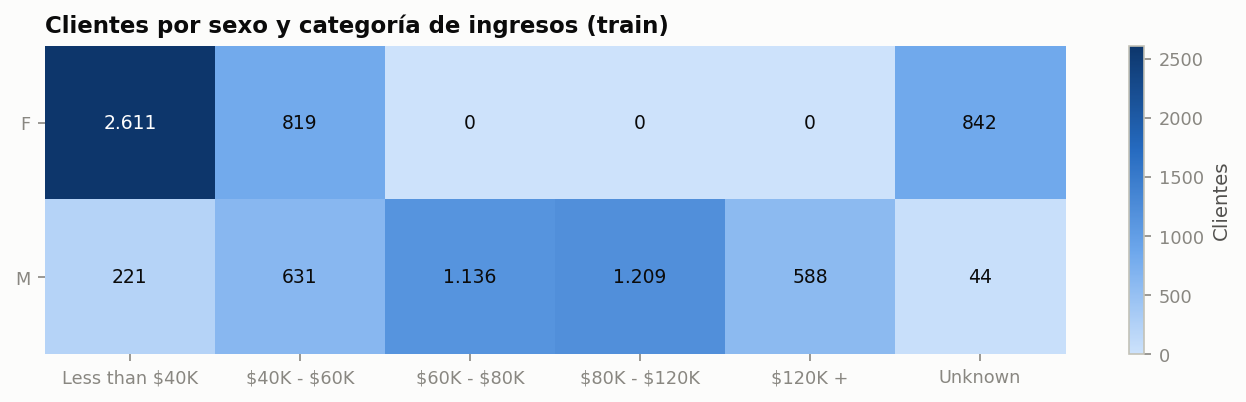 Clientes por sexo y categoría de ingresos (train)
F
2.611 819 0 0 0 842
M
221 631 1.136 1.209 588 44
Less than $40K $40K - $60K $60K - $80K $80K - $120K $120K + Unknown
2500
2000
1500
1000
500
0
Clientes